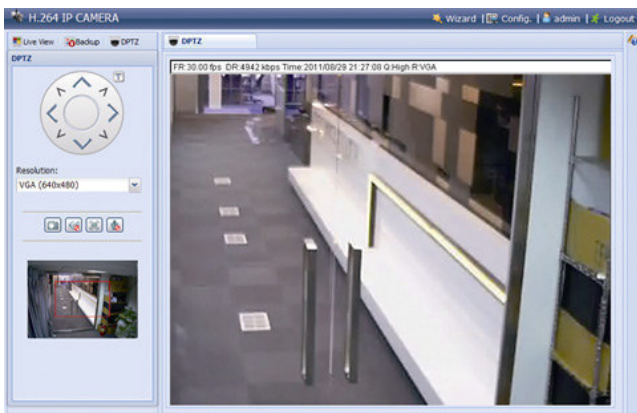 H.264 IP CAMERA
Wizard | Config. | admin | Logout
Live View Backup DPTZ
DPTZ
DPTZ
T
FR:30.00 fps DR:4942 kbps Time:2011/08/29 21:27:08 Q:High R:VGA
Resolution:
VGA (640x480)